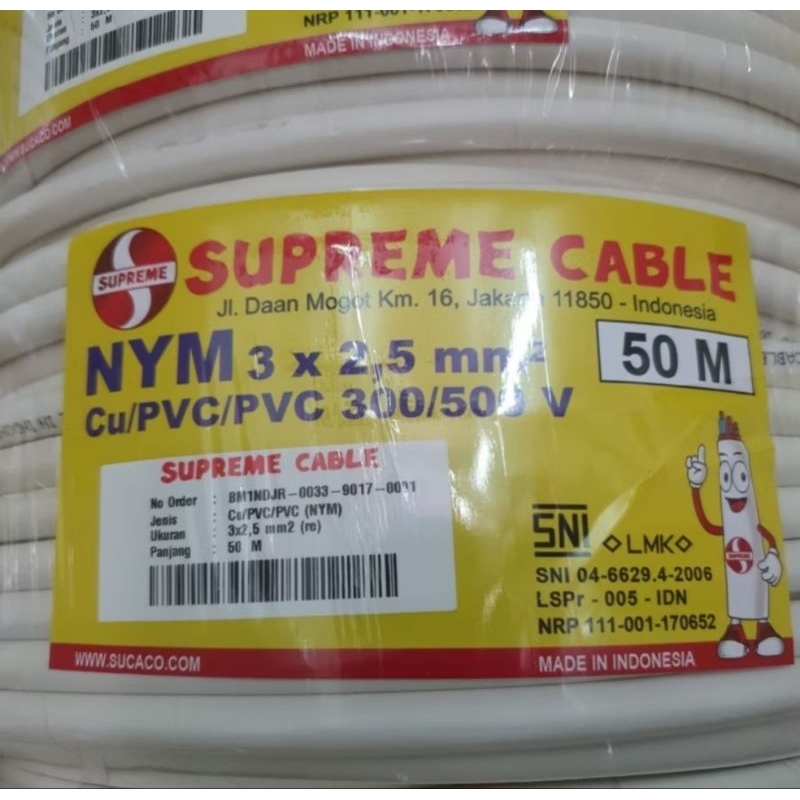 50 M
NRP 111-001-170652
MADE IN INDONESIA
WWW.SUCACO.COM
SUPREME
SUPREME CABLE
Jl. Daan Mogot Km. 16, Jakarta 11850 - Indonesia
NYM 3 x 2,5 mm²
50 M
Cu/PVC/PVC 300/500 V
SUPREME CABLE
No Order : BM1NDJR-0033-9017-0031
Jenis : Cu/PVC/PVC (NYM)
Ukuran : 3x2,5 mm2 (re)
Panjang : 50 M
SNI LMK
SNI 04-6629.4-2006
LSPr - 005 - IDN
NRP 111-001-170652
WWW.SUCACO.COM
MADE IN INDONESIA